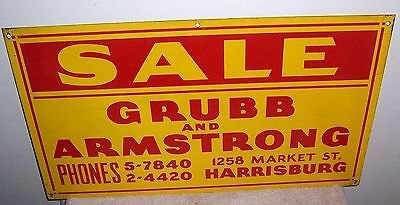 SALE
GRUBB
AND
ARMSTRONG
PHONES 5-7840 1258 MARKET ST.
2-4420 HARRISBURG